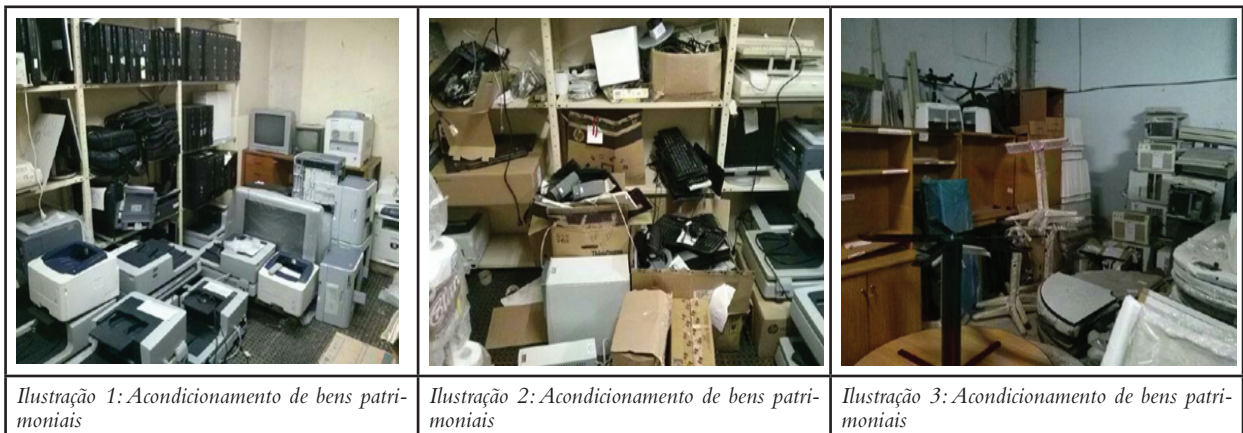 Ilustração 1: Acondicionamento de bens patri-
moniais
Ilustração 2: Acondicionamento de bens patri-
moniais
Ilustração 3: Acondicionamento de bens patri-
moniais